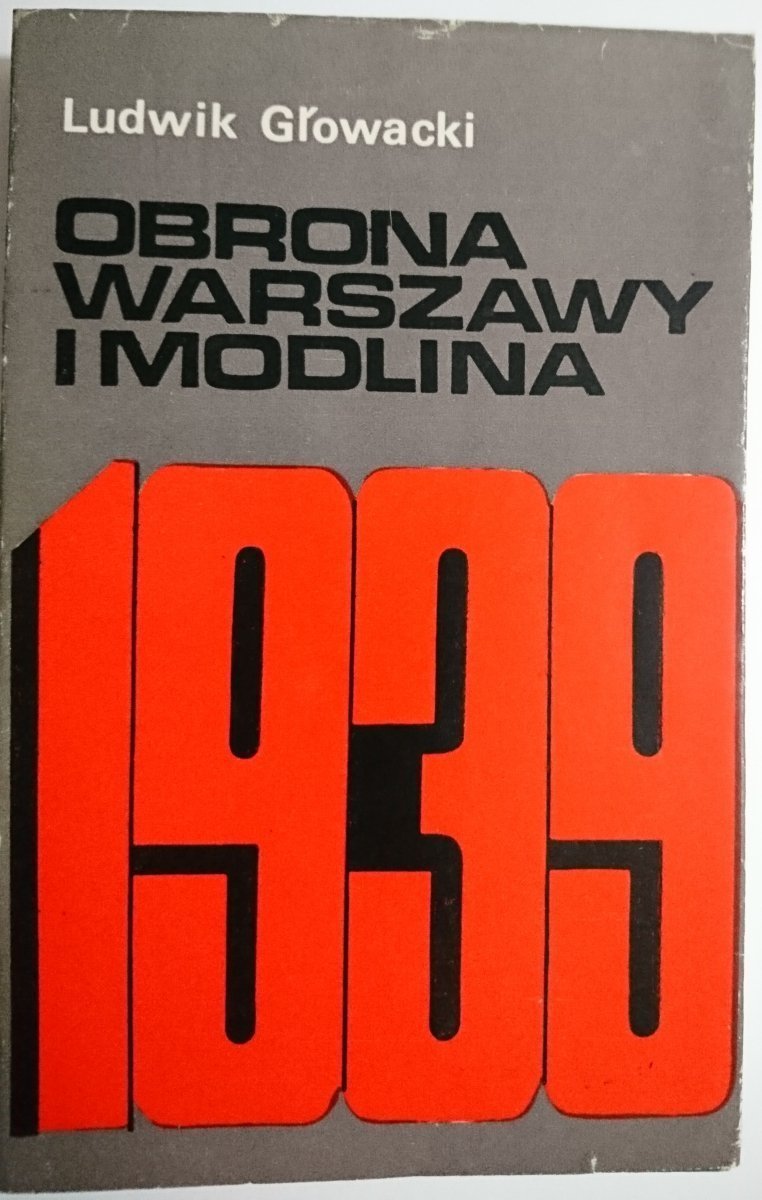 Ludwik Głowacki
OBRONA
WARSZAWY
I MODLINA
1939